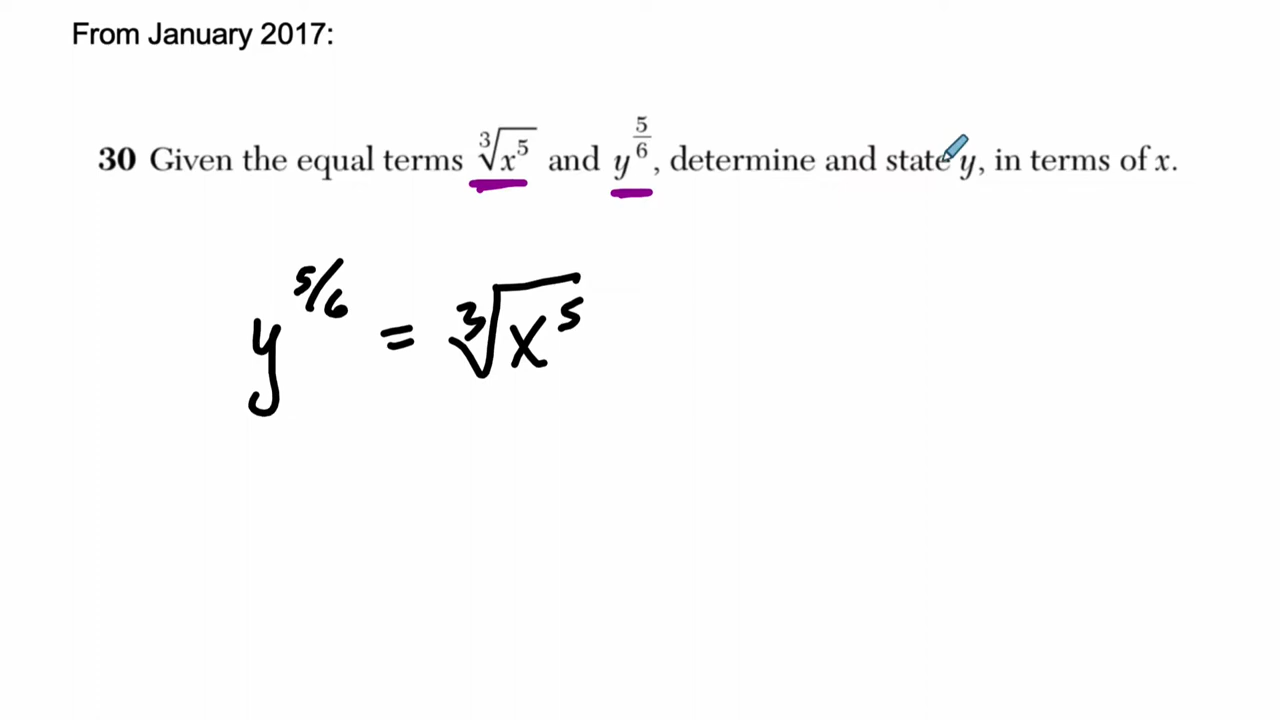 From January 2017:
30 Given the equal terms ∛x⁵ and y^(5/6), determine and state y, in terms of x.
y^(5/6) = ∛x⁵